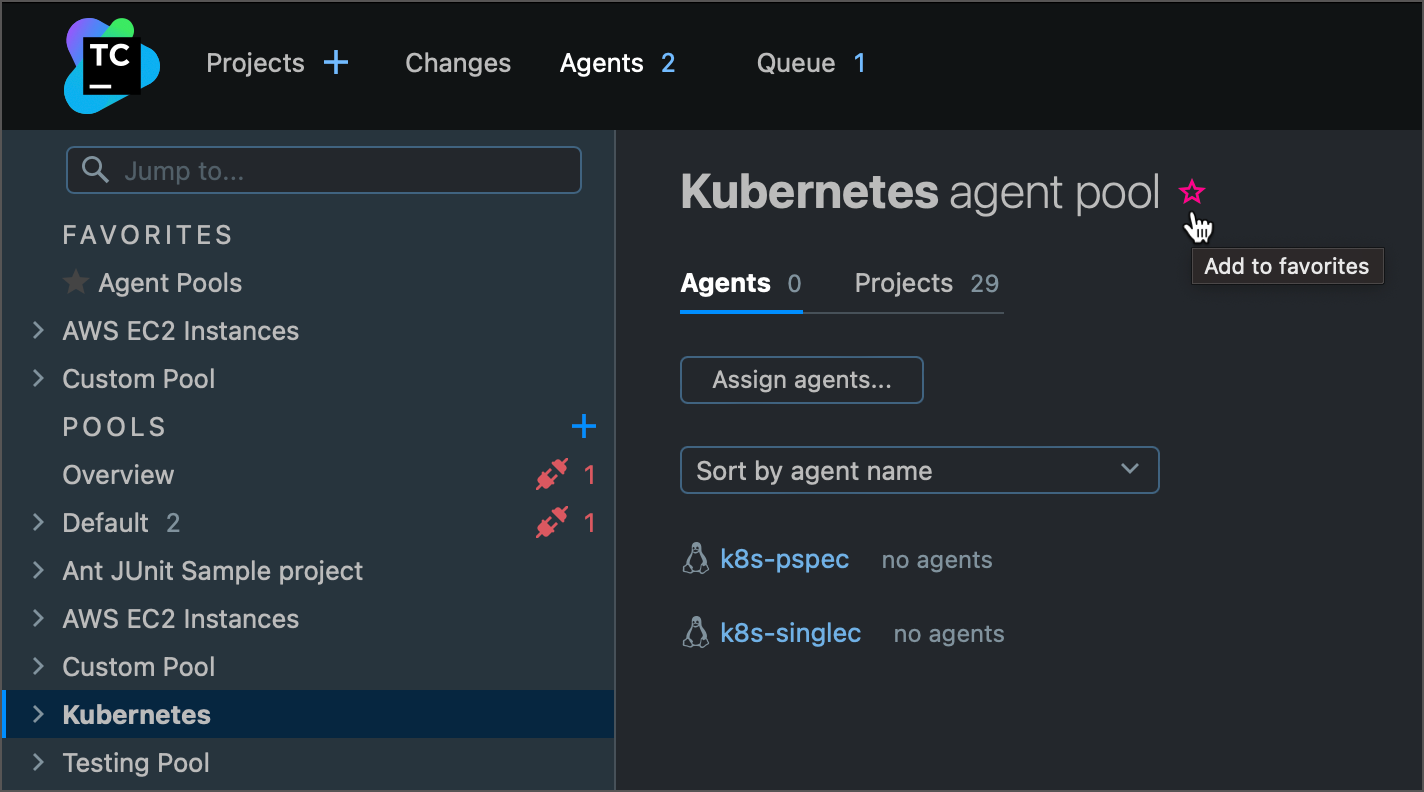 TC
Projects + Changes Agents 2 Queue 1
Jump to...
FAVORITES
Agent Pools
AWS EC2 Instances
Custom Pool
POOLS +
Overview 1
Default 2 1
Ant JUnit Sample project
AWS EC2 Instances
Custom Pool
Kubernetes
Testing Pool
Kubernetes agent pool
Add to favorites
Agents 0 Projects 29
Assign agents...
Sort by agent name
k8s-pspec no agents
k8s-singlec no agents